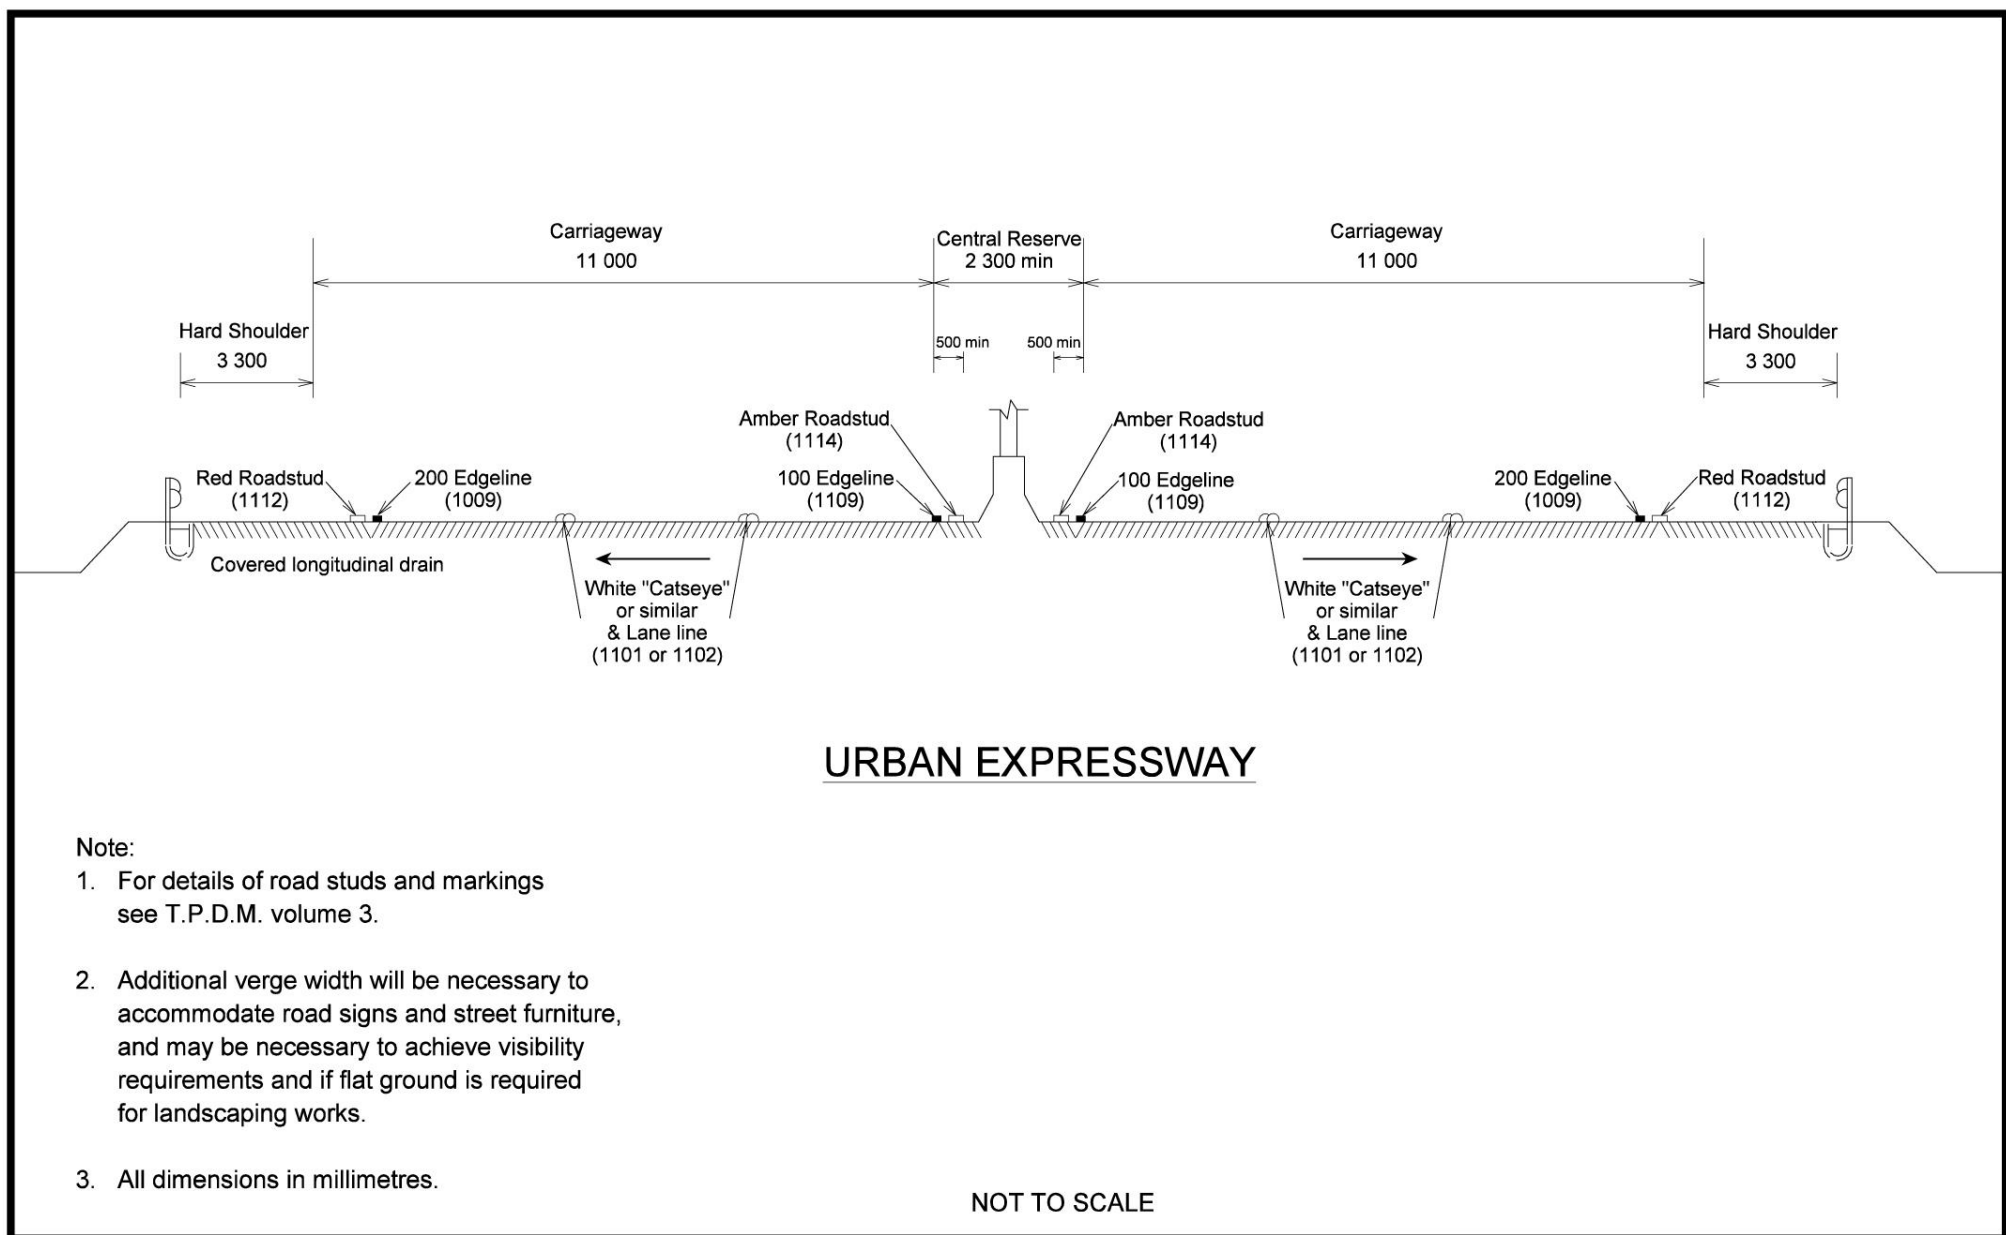 Carriageway
11 000
Central Reserve
2 300 min
Carriageway
11 000
Hard Shoulder
3 300
500 min
500 min
Hard Shoulder
3 300
Amber Roadstud
(1114)
Amber Roadstud
(1114)
Red Roadstud
(1112)
200 Edgeline
(1009)
100 Edgeline
(1109)
100 Edgeline
(1109)
200 Edgeline
(1009)
Red Roadstud
(1112)
Covered longitudinal drain
White "Catseye"
or similar
& Lane line
(1101 or 1102)
White "Catseye"
or similar
& Lane line
(1101 or 1102)
URBAN EXPRESSWAY
Note:
1. For details of road studs and markings
see T.P.D.M. volume 3.
2. Additional verge width will be necessary to
accommodate road signs and street furniture,
and may be necessary to achieve visibility
requirements and if flat ground is required
for landscaping works.
3. All dimensions in millimetres.
NOT TO SCALE